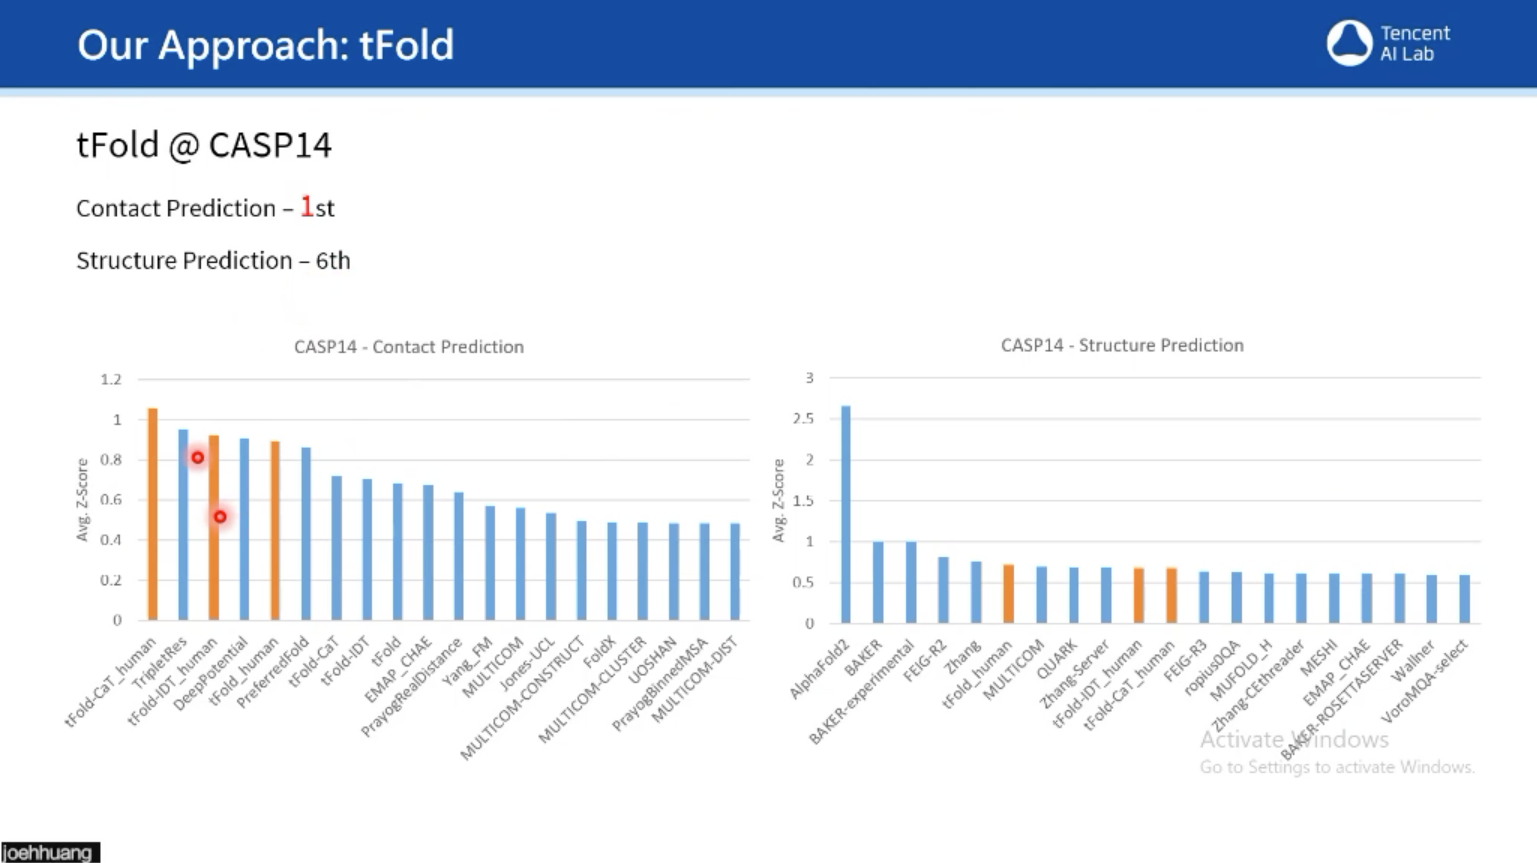 Our Approach: tFold
Tencent
AI Lab
tFold @ CASP14
Contact Prediction – 1st
Structure Prediction – 6th
CASP14 - Contact Prediction
1.2
1
0.8
0.6
0.4
0.2
0
Avg. Z-Score
tFold-CaT_human
TripletRes
tFold-IDT_human
DeepPotential
tFold_human
PreferredFold
tFold-CaT
tFold-IDT
tFold
EMAP_CHAE
PrayogRealDistance
Yang_FM
MULTICOM
Jones-UCL
MULTICOM-CONSTRUCT
FoldX
MULTICOM-CLUSTER
UOSHAN
PrayogBinnedMSA
MULTICOM-DIST
CASP14 - Structure Prediction
3
2.5
2
1.5
1
0.5
0
Avg. Z-Score
AlphaFold2
BAKER
BAKER-experimental
FEIG-R2
Zhang
tFold_human
MULTICOM
QUARK
Zhang-Server
tFold-IDT_human
tFold-CaT_human
FEIG-R3
ropius0QA
MUFOLD_H
Zhang-CEthreader
MESHI
EMAP_CHAE
BAKER-ROSETTASERVER
Wallner
VoroMQA-select
Activate Windows
Go to Settings to activate Windows.
joehhuang